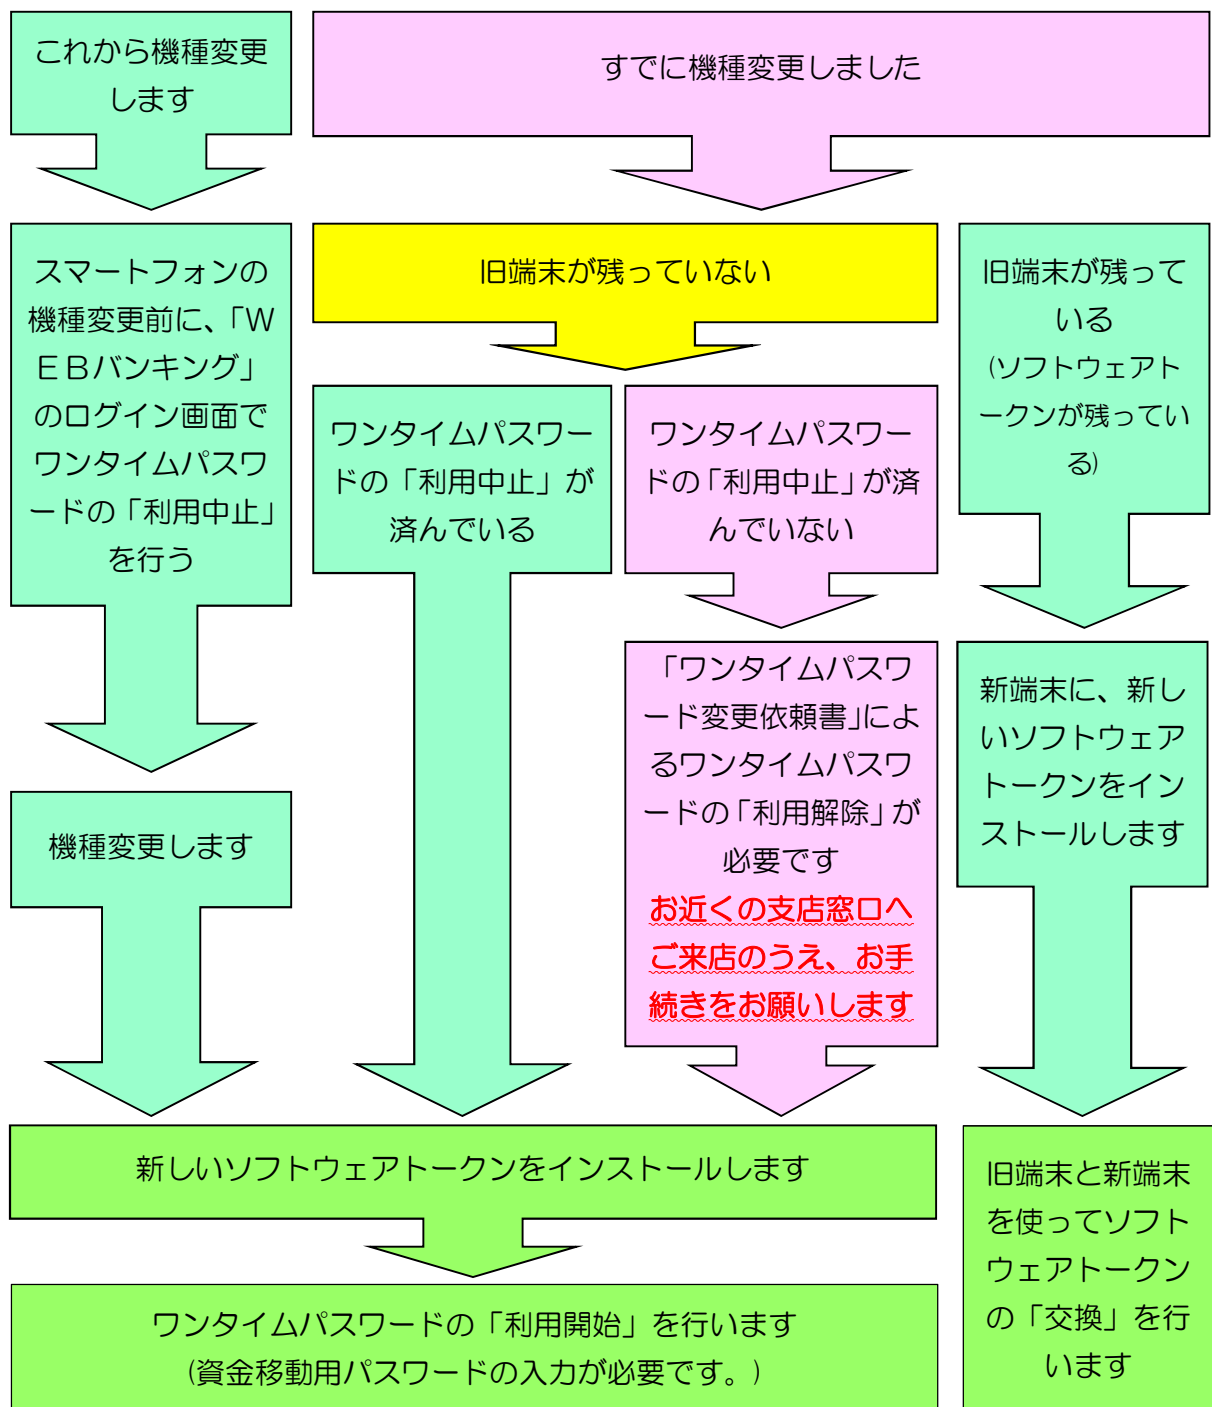 これから機種変更
します
すでに機種変更しました
スマートフォンの
機種変更前に、「W
ＥＢバンキング」
のログイン画面で
ワンタイムパスワ
ードの「利用中止」
を行う
旧端末が残っていない
旧端末が残って
いる
(ソフトウェアト
ークンが残ってい
る)
ワンタイムパスワー
ドの「利用中止」が
済んでいる
ワンタイムパスワー
ドの「利用中止」が済
んでいない
「ワンタイムパスワ
ード変更依頼書」によ
るワンタイムパスワ
ードの「利用解除」が
必要です
お近くの支店窓口へ
ご来店のうえ、お手
続きをお願いします
新端末に、新し
いソフトウェア
トークンをイン
ストールします
機種変更します
新しいソフトウェアトークンをインストールします
旧端末と新端末
を使ってソフト
ウェアトークン
の「交換」を行
います
ワンタイムパスワードの「利用開始」を行います
(資金移動用パスワードの入力が必要です。)